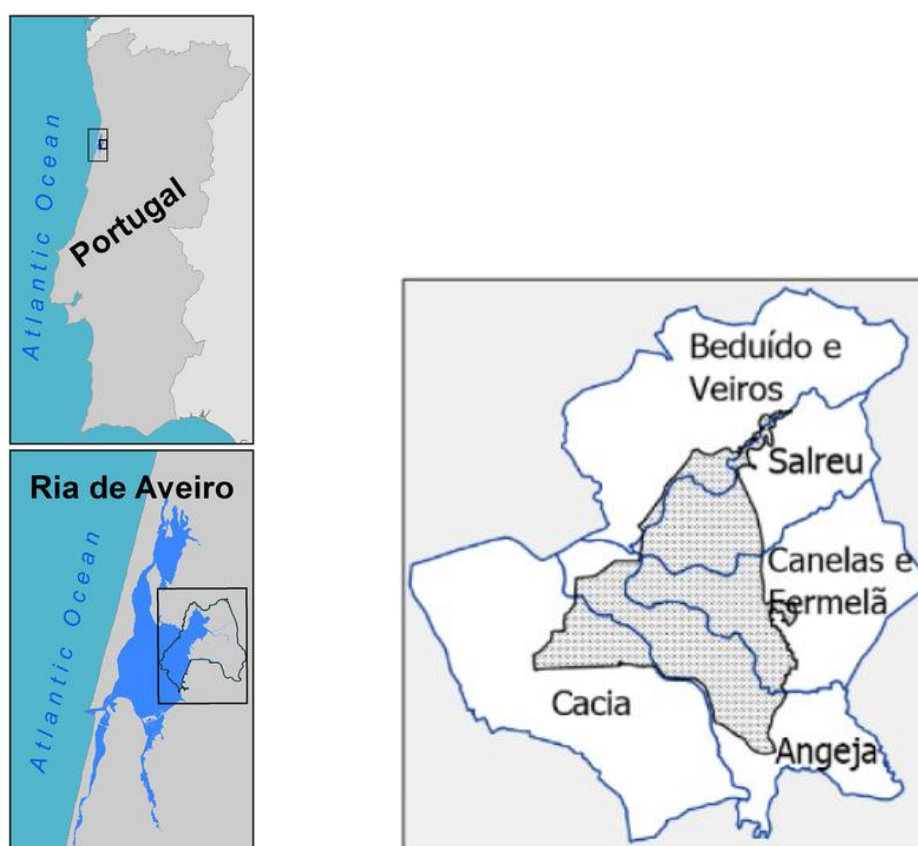 Atlantic Ocean
Portugal
Ria de Aveiro
Atlantic Ocean
Beduído e
Veiros
Salreu
Canelas e
Fermelã
Cacia
Angeja